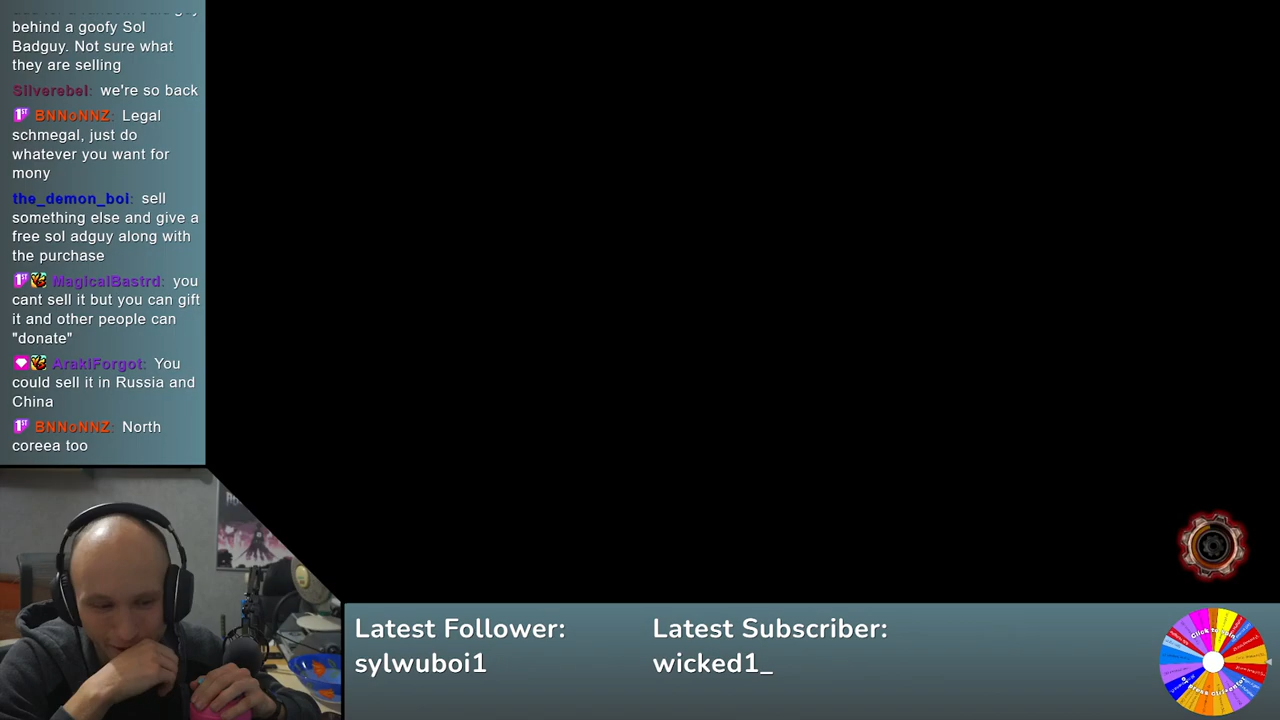 behind a goofy Sol
Badguy. Not sure what
they are selling
Silverebel: we're so back
BNNoNNZ: Legal
schmegal, just do
whatever you want for
mony
the_demon_boi: sell
something else and give a
free sol adguy along with
the purchase
MagicalBastrd: you
cant sell it but you can gift
it and other people can
"donate"
ArakiForgot: You
could sell it in Russia and
China
BNNoNNZ: North
coreea too
Latest Follower:
sylwuboi1
Latest Subscriber:
wicked1_
Click to spin